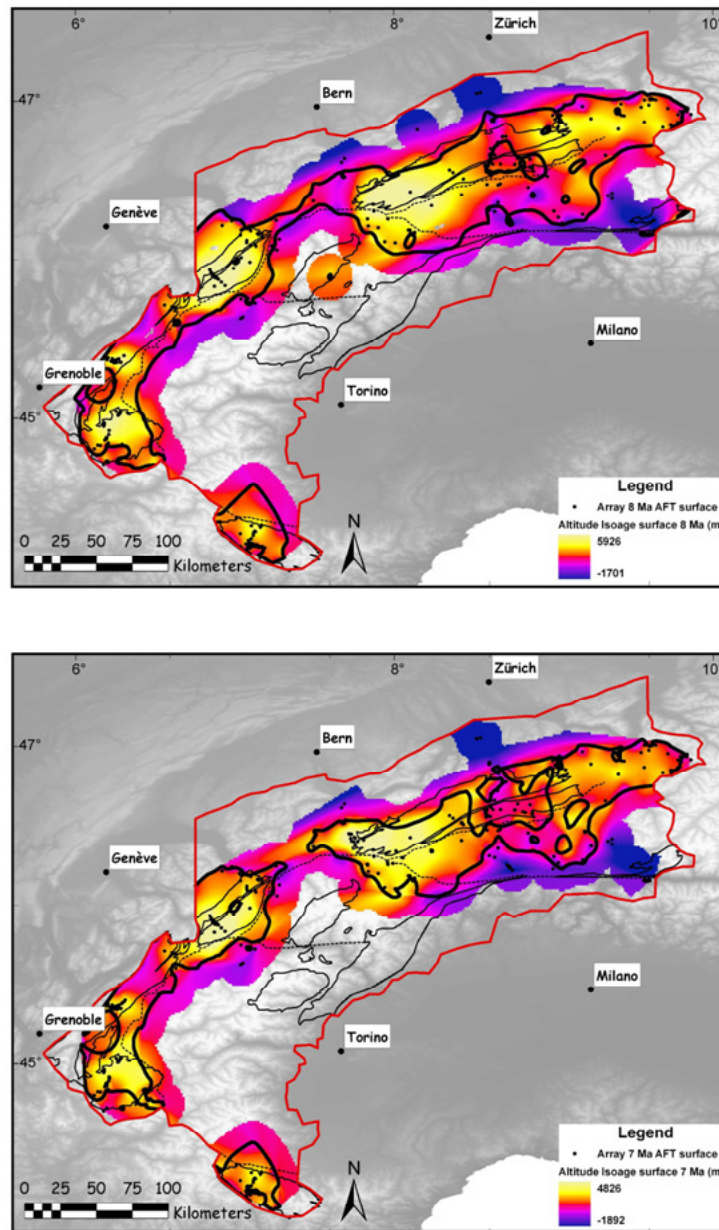 6° 8° 10
Zürich
47°
Bern
Genève
Milano
Grenoble
Torino
45°
Legend
Array 8 Ma AFT surface
Altitude Isoage surface 8 Ma (m
5926
-1701
N
0 25 50 75 100
Kilometers
6° 8° 10
Zürich
47°
Bern
Genève
Milano
Grenoble
Torino
45°
Legend
Array 7 Ma AFT surface
Altitude Isoage surface 7 Ma (m
4826
-1892
N
0 25 50 75 100
Kilometers